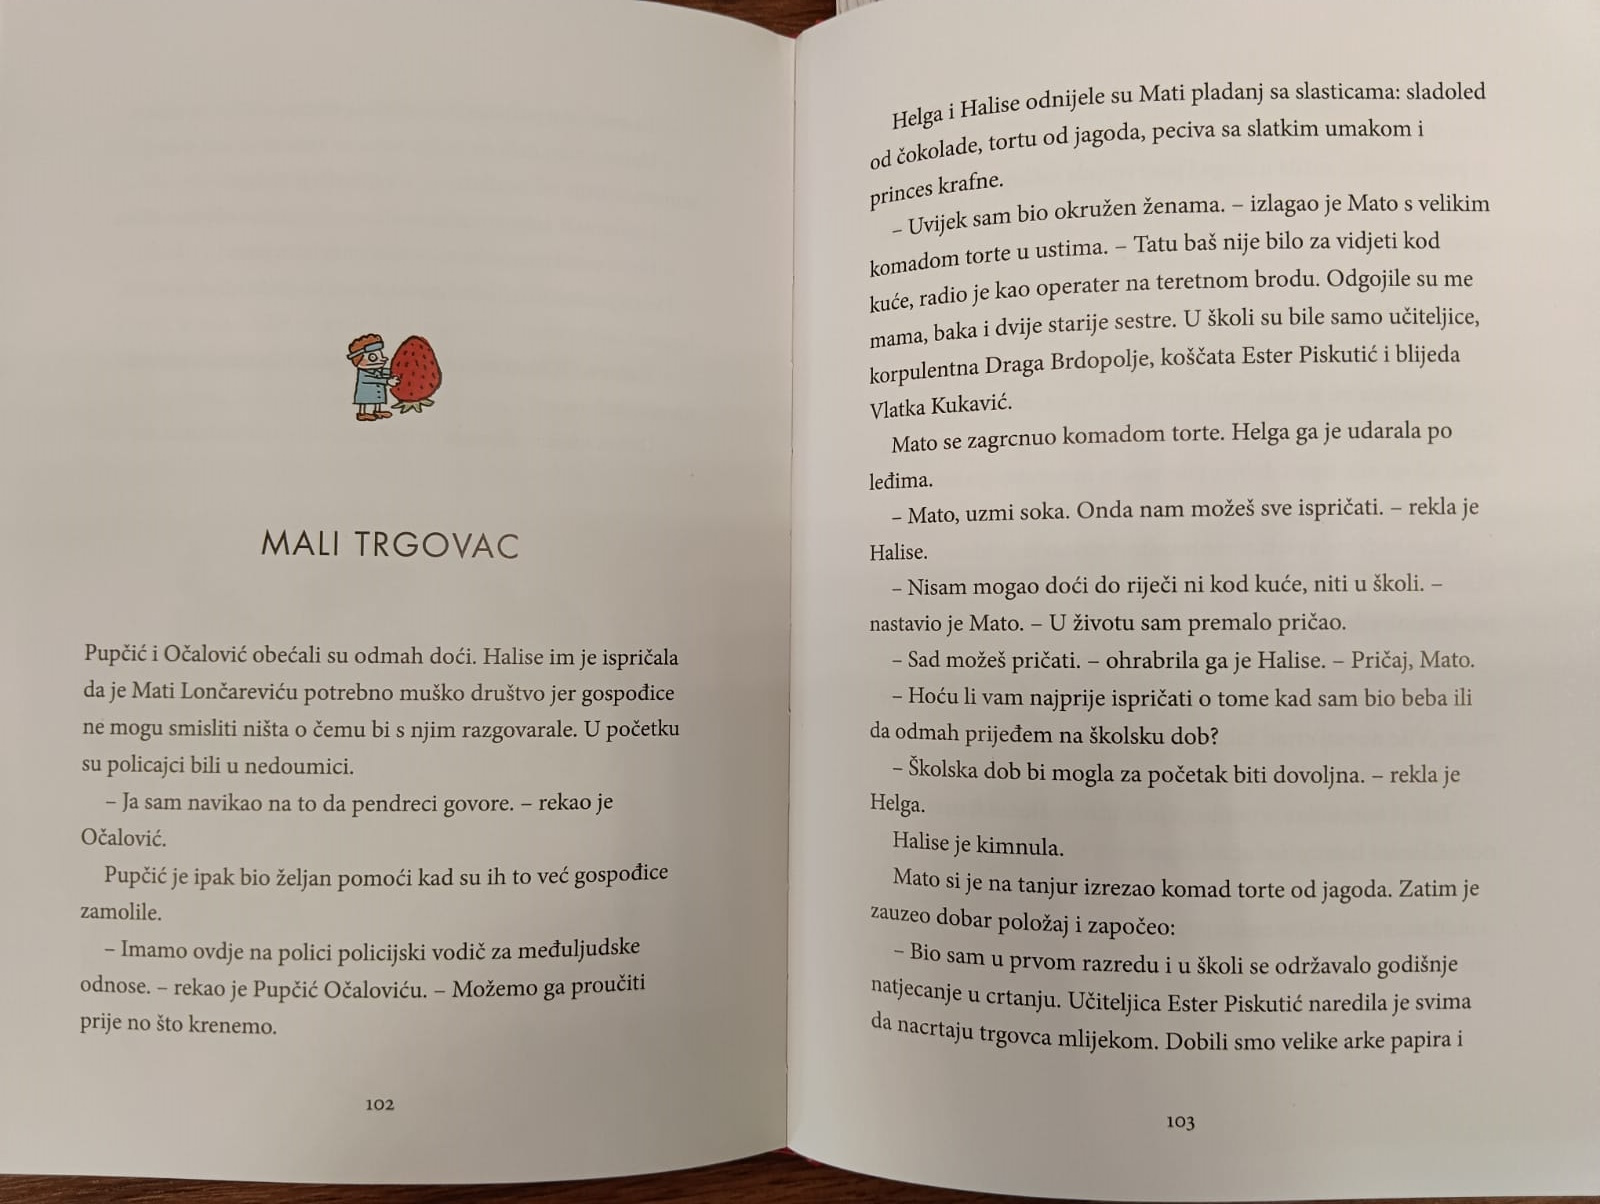 MALI TRGOVAC
Pupčić i Očalović obećali su odmah doći. Halise im je ispričala
da je Mati Lončareviću potrebno muško društvo jer gospođice
ne mogu smisliti ništa o čemu bi s njim razgovarale. U početku
su policajci bili u nedoumici.
– Ja sam navikao na to da pendreci govore. – rekao je
Očalović.
Pupčić je ipak bio željan pomoći kad su ih to već gospođice
zamolile.
– Imamo ovdje na polici policijski vodič za međuljudske
odnose. – rekao je Pupčić Očaloviću. – Možemo ga proučiti
prije no što krenemo.
102
Helga i Halise odnijele su Mati pladanj sa slasticama: sladoled
od čokolade, tortu od jagoda, peciva sa slatkim umakom i
princes krafne.
– Uvijek sam bio okružen ženama. – izlagao je Mato s velikim
komadom torte u ustima. – Tatu baš nije bilo za vidjeti kod
kuće, radio je kao operater na teretnom brodu. Odgojile su me
mama, baka i dvije starije sestre. U školi su bile samo učiteljice,
korpulentna Draga Brdopolje, koščata Ester Piskutić i blijeda
Vlatka Kukavić.
Mato se zagrcnuo komadom torte. Helga ga je udarala po
leđima.
– Mato, uzmi soka. Onda nam možeš sve ispričati. – rekla je
Halise.
– Nisam mogao doći do riječi ni kod kuće, niti u školi. –
nastavio je Mato. – U životu sam premalo pričao.
– Sad možeš pričati. – ohrabrila ga je Halise. – Pričaj, Mato.
– Hoću li vam najprije ispričati o tome kad sam bio beba ili
da odmah prijeđem na školsku dob?
– Školska dob bi mogla za početak biti dovoljna. – rekla je
Helga.
Halise je kimnula.
Mato si je na tanjur izrezao komad torte od jagoda. Zatim je
zauzeo dobar položaj i započeo:
– Bio sam u prvom razredu i u školi se održavalo godišnje
natjecanje u crtanju. Učiteljica Ester Piskutić naredila je svima
da nacrtaju trgovca mlijekom. Dobili smo velike arke papira i
103